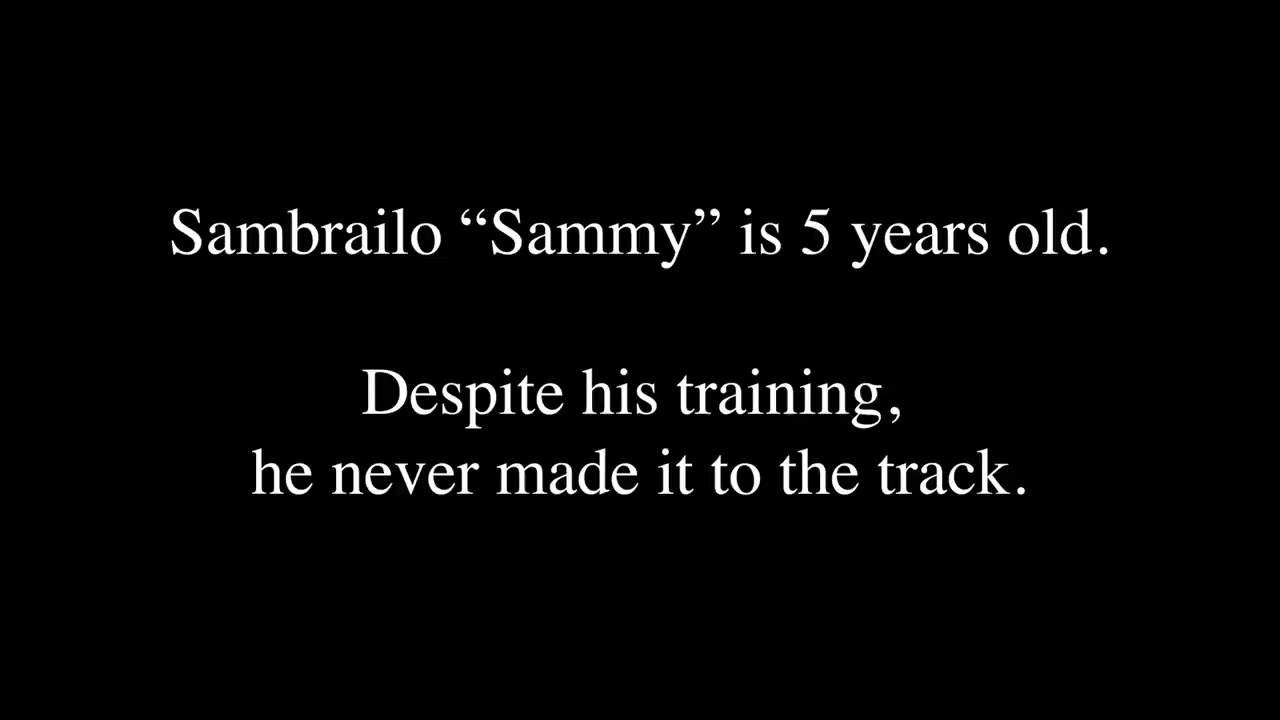 Sambrailo “Sammy” is 5 years old.
Despite his training,
he never made it to the track.